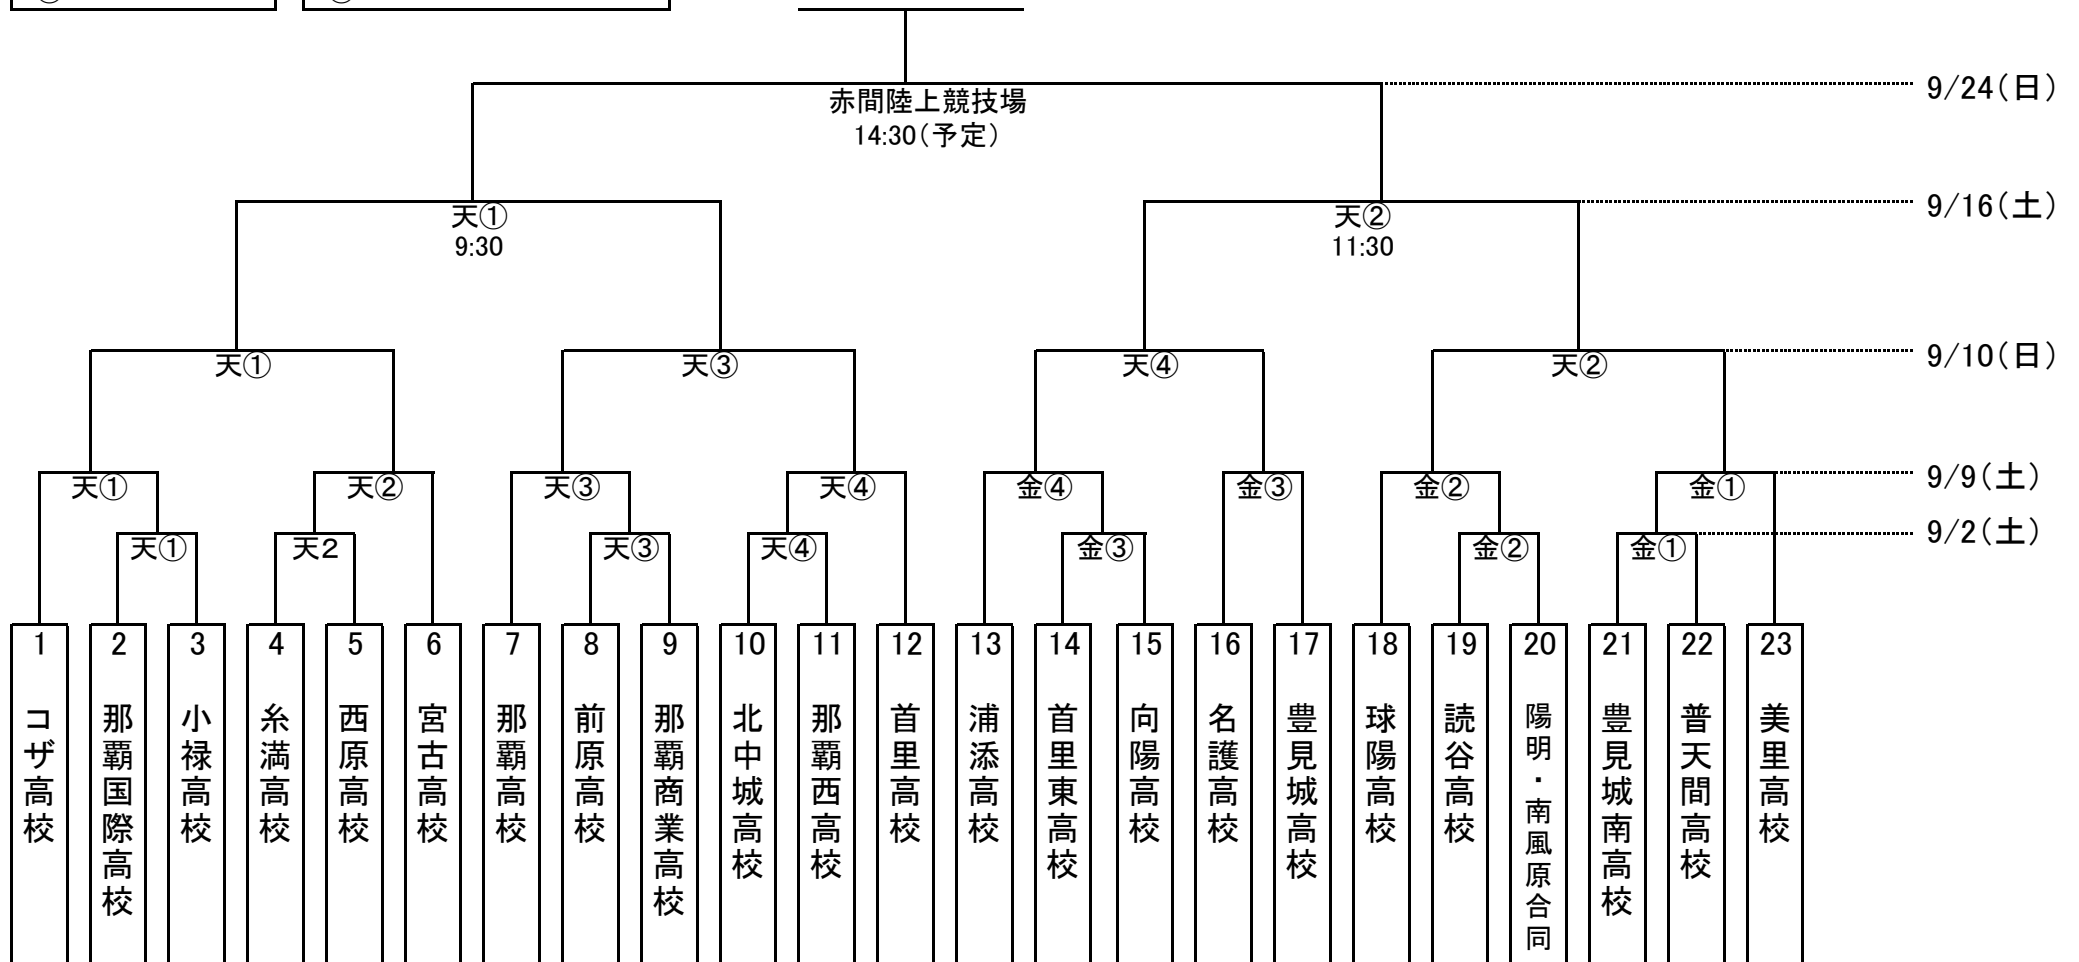 9/24(日)
赤間陸上競技場
14:30(予定)
9/16(土)
天①
9:30
天②
11:30
9/10(日)
天①
天③
天④
天②
9/9(土)
天①
天②
天③
天④
金④
金③
金②
金①
9/2(土)
天①
天2
天③
天④
金③
金②
金①
1 コザ高校
2 那覇国際高校
3 小禄高校
4 糸満高校
5 西原高校
6 宮古高校
7 那覇高校
8 前原高校
9 那覇商業高校
10 北中城高校
11 那覇西高校
12 首里高校
13 浦添高校
14 首里東高校
15 向陽高校
16 名護高校
17 豊見城高校
18 球陽高校
19 読谷高校
20 陽明・南風原合同
21 豊見城南高校
22 普天間高校
23 美里高校